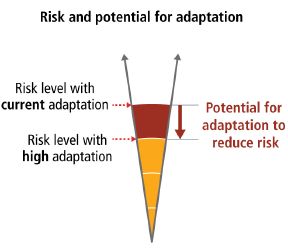 Risk and potential for adaptation
Risk level with
current adaptation
Potential for
adaptation to
reduce risk
Risk level with
high adaptation